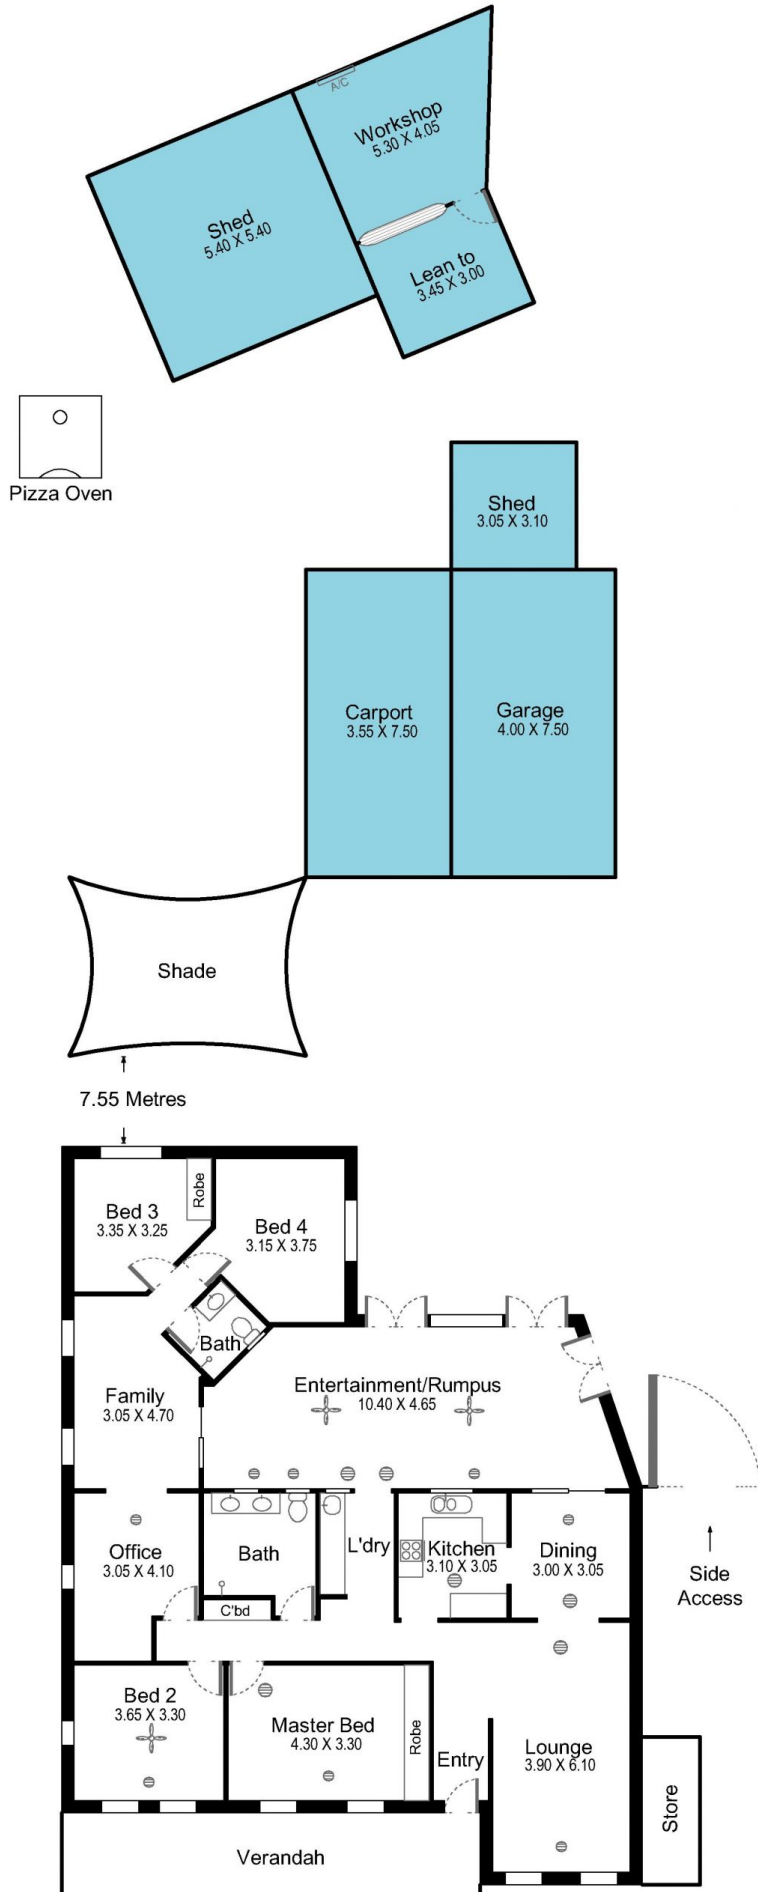 A/C
Workshop
5.30 X 4.05
Shed
5.40 X 5.40
Lean to
3.45 X 3.00
Pizza Oven
Shed
3.05 X 3.10
Carport
3.55 X 7.50
Garage
4.00 X 7.50
Shade
7.55 Metres
Bed 3
3.35 X 3.25
Robe
Bed 4
3.15 X 3.75
Bath
Family
3.05 X 4.70
Entertainment/Rumpus
10.40 X 4.65
Office
3.05 X 4.10
Bath
C'bd
L'dry
Kitchen
3.10 X 3.05
Dining
3.00 X 3.05
Side
Access
Bed 2
3.65 X 3.30
Master Bed
4.30 X 3.30
Robe
Entry
Lounge
3.90 X 6.10
Store
Verandah